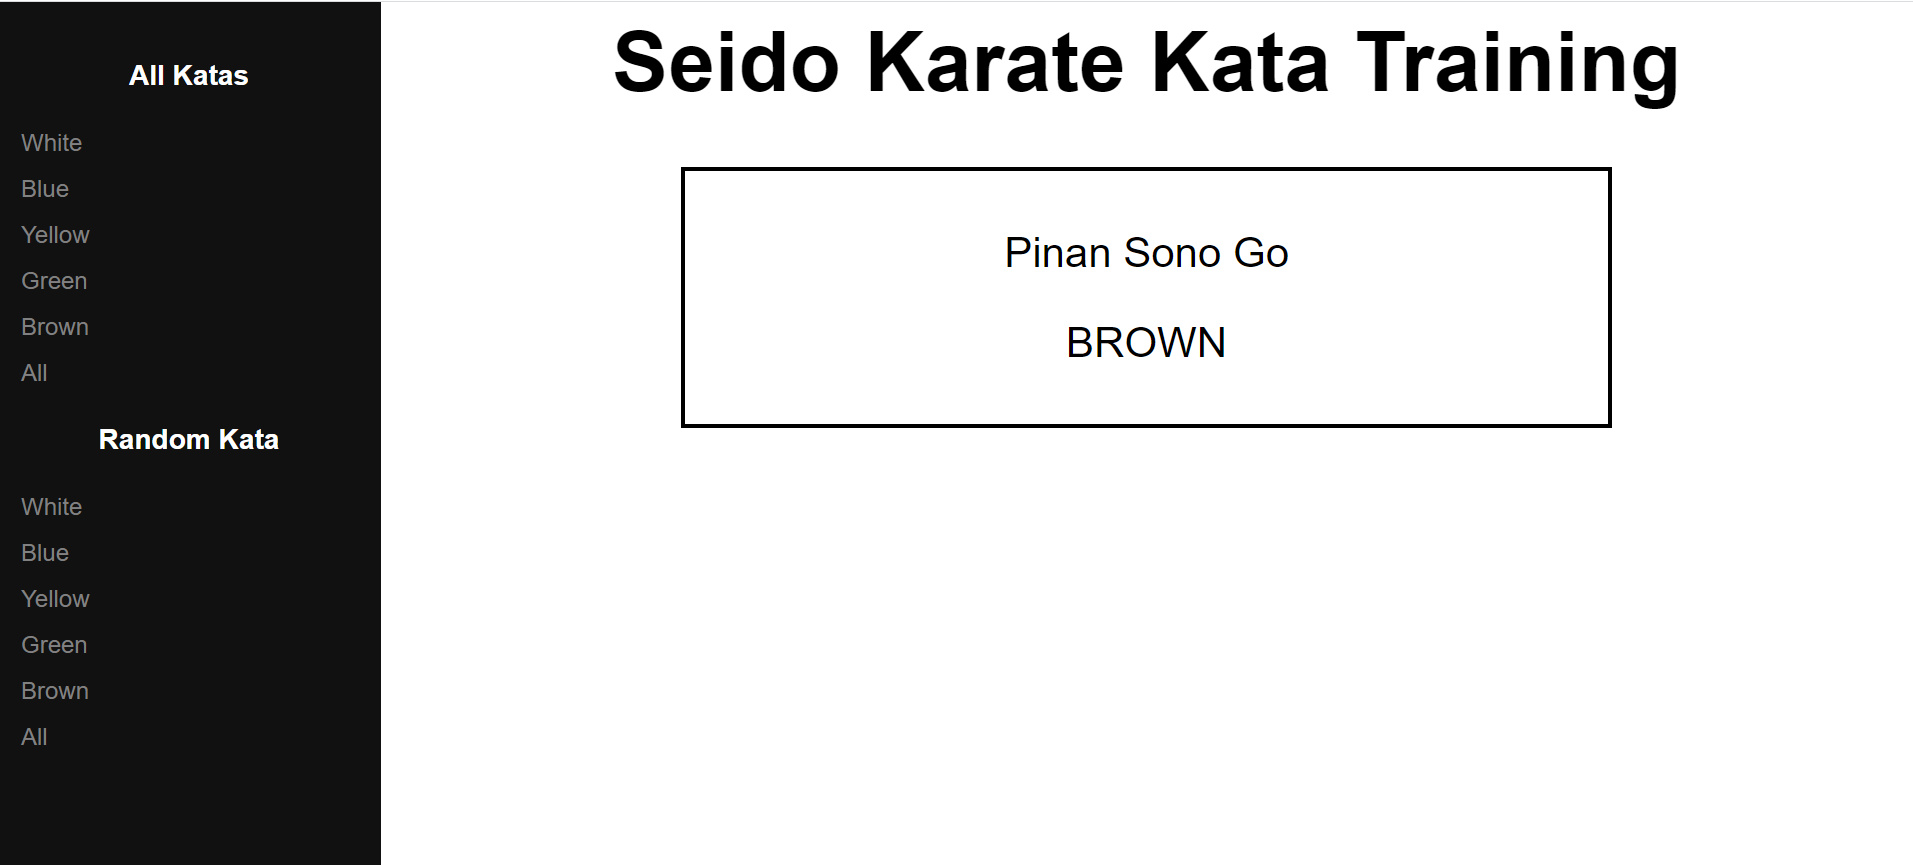 All Katas
White
Blue
Yellow
Green
Brown
All
Random Kata
White
Blue
Yellow
Green
Brown
All
Seido Karate Kata Training
Pinan Sono Go
BROWN